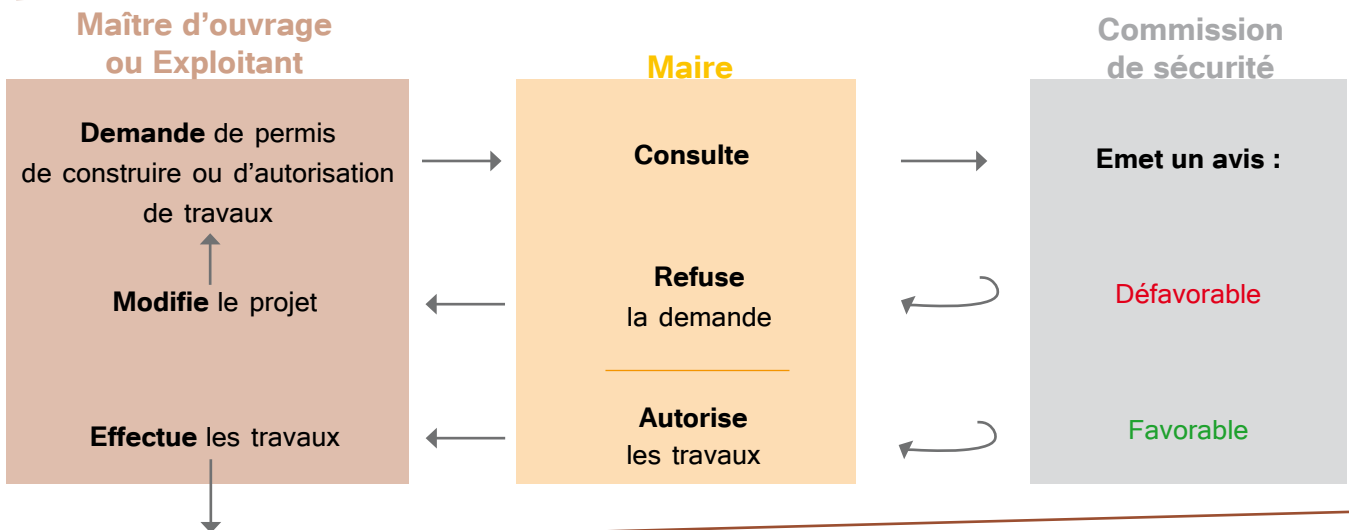 Maître d'ouvrage
ou Exploitant
Maire
Commission
de sécurité
Demande de permis
de construire ou d'autorisation
de travaux
Consulte
Emet un avis :
Modifie le projet
Refuse
la demande
Défavorable
Effectue les travaux
Autorise
les travaux
Favorable